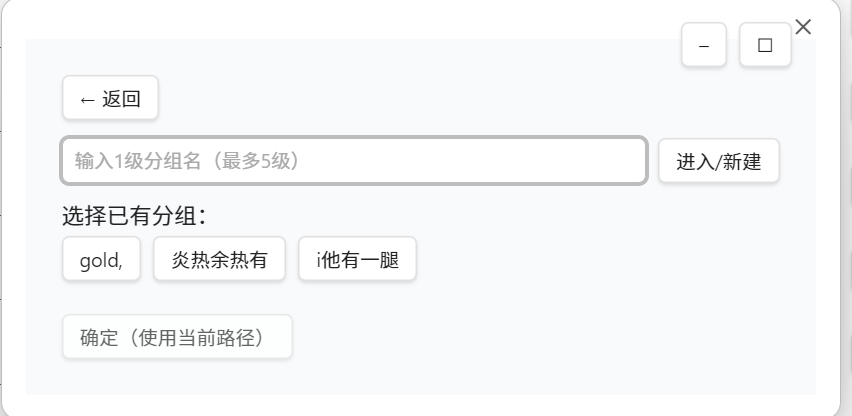 ← 返回
输入1级分组名（最多5级）
进入/新建
选择已有分组：
gold,
炎热余热有
i他有一腿
确定（使用当前路径）